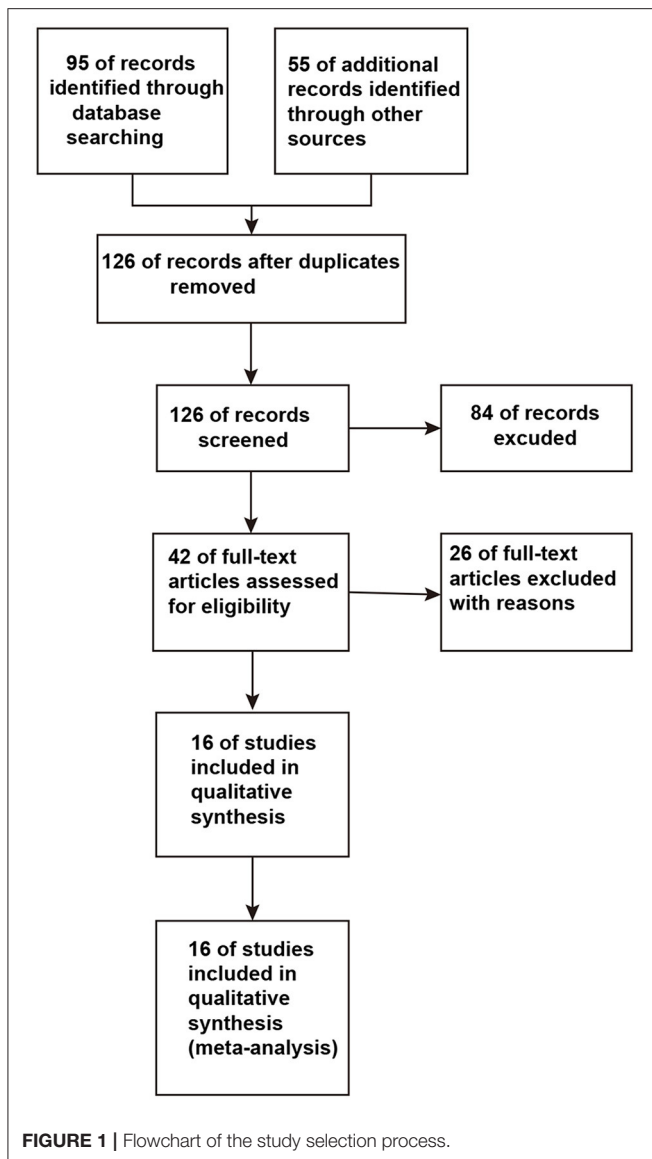 95 of records
identified through
database
searching
55 of additional
records identified
through other
sources
126 of records after duplicates
removed
126 of records
screened
84 of records
excuded
42 of full-text
articles assessed
for eligibility
26 of full-text
articles excluded
with reasons
16 of studies
included in
qualitative
synthesis
16 of studies
included in
qualitative
synthesis
(meta-analysis)
FIGURE 1 | Flowchart of the study selection process.